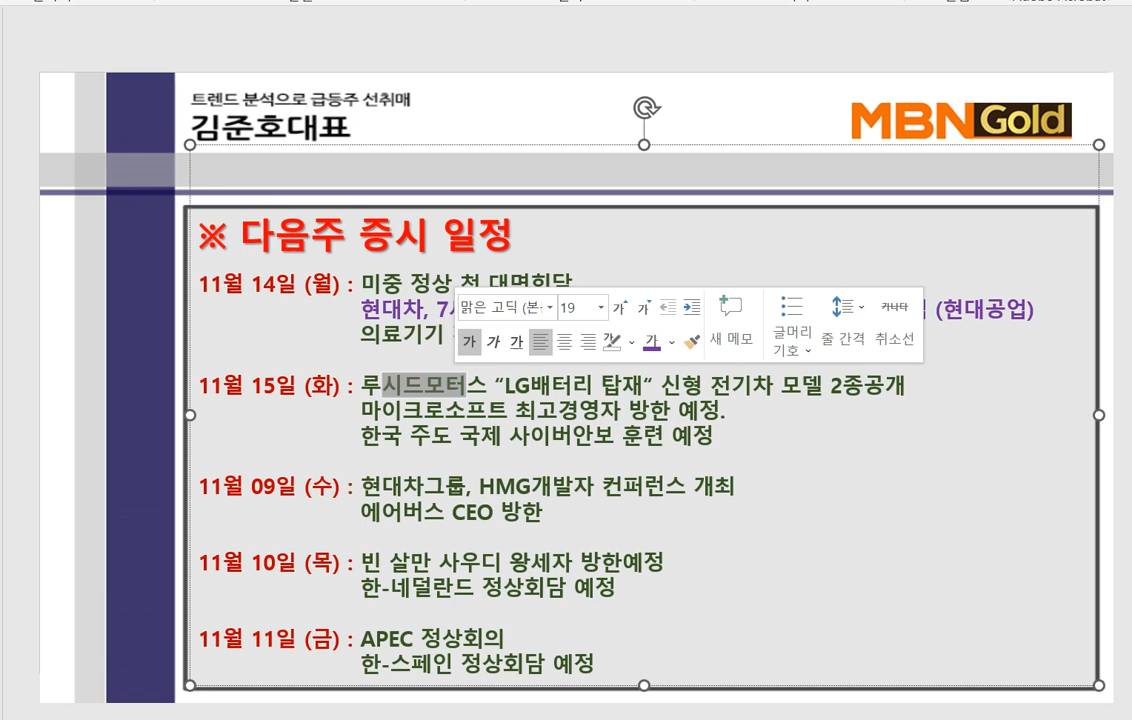 트렌드 분석으로 급등주 선취매
김준호대표
MBN Gold
※ 다음주 증시 일정
11월 14일 (월) : 미중 정상 첫 대면회담
현대차, (현대공업)
의료기기
맑은 고딕 (본 19 가 가
가 가 가 가
새 메모
글머리 기호
줄 간격
가나다
취소선
11월 15일 (화) : 루시드모터스 “LG배터리 탑재“ 신형 전기차 모델 2종공개
마이크로소프트 최고경영자 방한 예정.
한국 주도 국제 사이버안보 훈련 예정
11월 09일 (수) : 현대차그룹, HMG개발자 컨퍼런스 개최
에어버스 CEO 방한
11월 10일 (목) : 빈 살만 사우디 왕세자 방한예정
한-네덜란드 정상회담 예정
11월 11일 (금) : APEC 정상회의
한-스페인 정상회담 예정